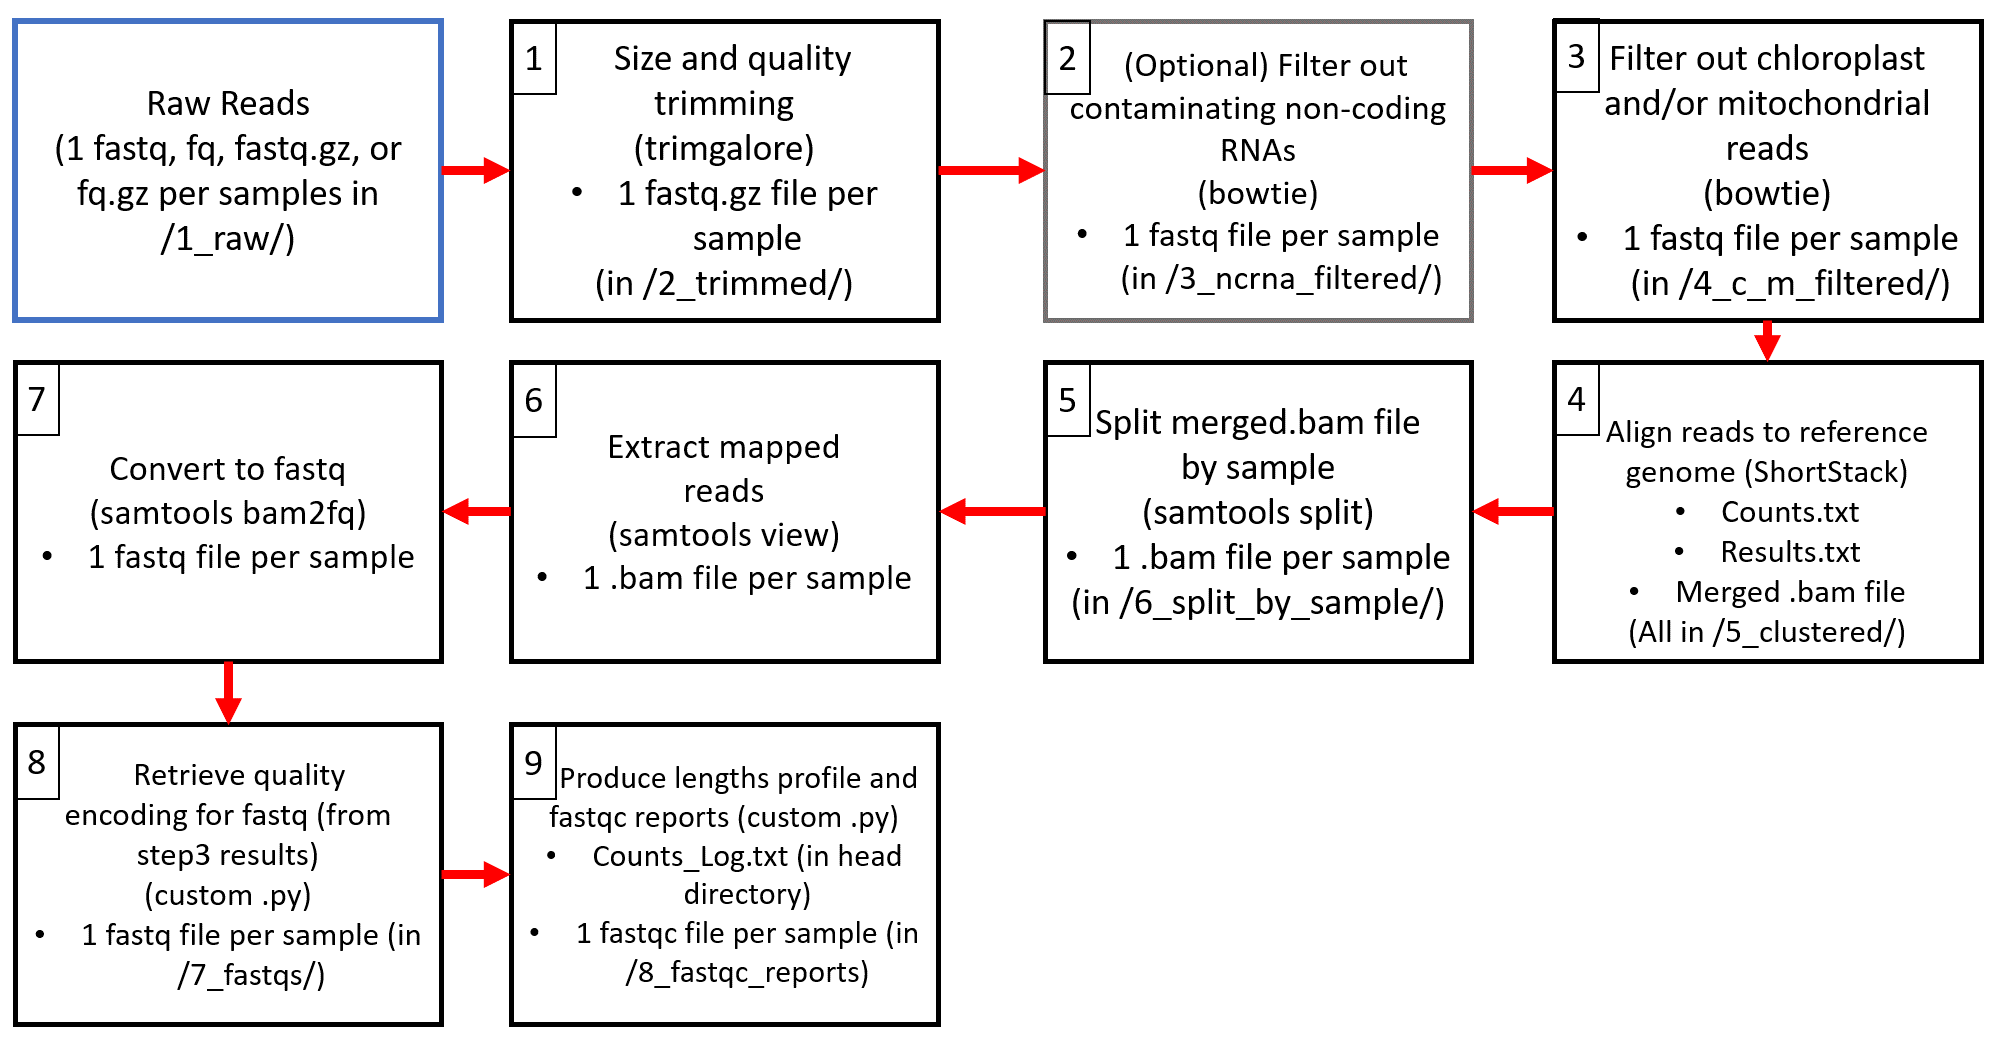 Raw Reads
(1 fastq, fq, fastq.gz, or
fq.gz per samples in
/1_raw/)
1
Size and quality
trimming
(trimgalore)
• 1 fastq.gz file per
sample
(in /2_trimmed/)
2
(Optional) Filter out
contaminating non-coding
RNAs
(bowtie)
• 1 fastq file per sample
(in /3_ncrna_filtered/)
3
Filter out chloroplast
and/or mitochondrial
reads
(bowtie)
• 1 fastq file per sample
(in /4_c_m_filtered/)
4
Align reads to reference
genome (ShortStack)
• Counts.txt
• Results.txt
• Merged .bam file
(All in /5_clustered/)
5
Split merged.bam file
by sample
(samtools split)
• 1 .bam file per sample
(in /6_split_by_sample/)
6
Extract mapped
reads
(samtools view)
• 1 .bam file per sample
7
Convert to fastq
(samtools bam2fq)
• 1 fastq file per sample
8
Retrieve quality
encoding for fastq (from
step3 results)
(custom .py)
• 1 fastq file per sample (in
/7_fastqs/)
9
Produce lengths profile and
fastqc reports (custom .py)
• Counts_Log.txt (in head
directory)
• 1 fastqc file per sample (in
/8_fastqc_reports)